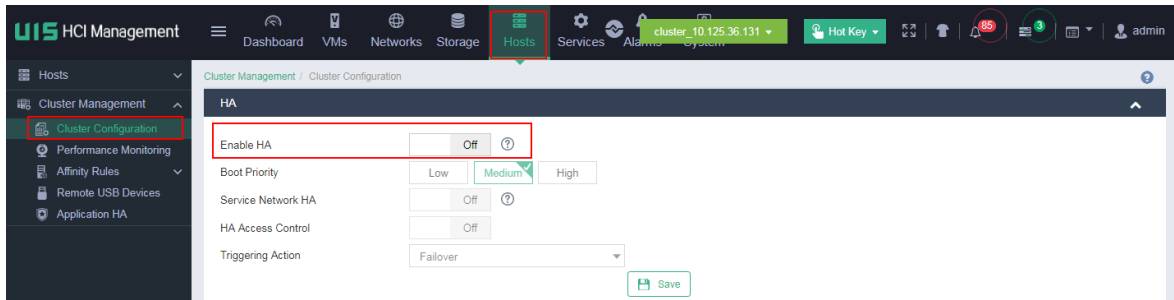 UIS HCI Management
Dashboard
VMs
Networks
Storage
Hosts
Services
Alarms
System
cluster_10.125.36.131
Hot Key
85
3
admin
Hosts
Cluster Management
Cluster Configuration
Performance Monitoring
Affinity Rules
Remote USB Devices
Application HA
Cluster Management / Cluster Configuration
HA
Enable HA Off
Boot Priority Low Medium High
Service Network HA Off
HA Access Control Off
Triggering Action Failover
Save